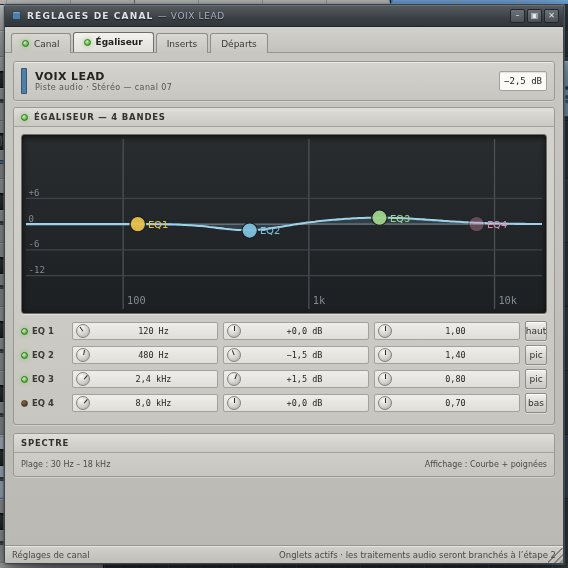 RÉGLAGES DE CANAL — VOIX LEAD
Canal Égaliseur Inserts Départs
VOIX LEAD
Piste audio · Stéréo — canal 07
−2,5 dB
ÉGALISEUR — 4 BANDES
+6
0
-6
-12
EQ1
EQ2
EQ3
EQ4
100 1k 10k
EQ 1 120 Hz +0,0 dB 1,00 haut
EQ 2 480 Hz −1,5 dB 1,40 pic
EQ 3 2,4 kHz +1,5 dB 0,80 pic
EQ 4 8,0 kHz +0,0 dB 0,70 bas
SPECTRE
Plage : 30 Hz – 18 kHz Affichage : Courbe + poignées
Réglages de canal Onglets actifs · les traitements audio seront branchés à l’étape 2